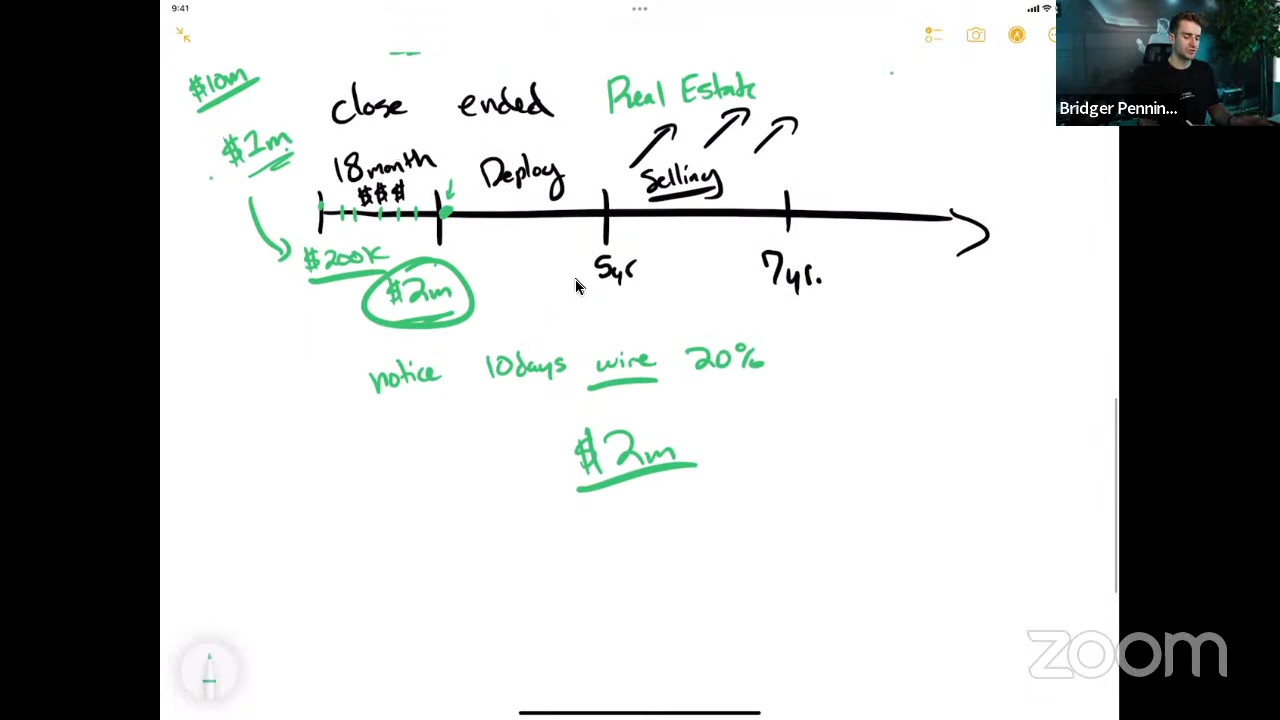 9:41
$10m
close ended Real Estate
$1m
18 month Deploy Selling
$$$
$200K
$2m
5yr 7yr.
notice 10days wire 20%
$2m
Bridger Pennin...
zoom